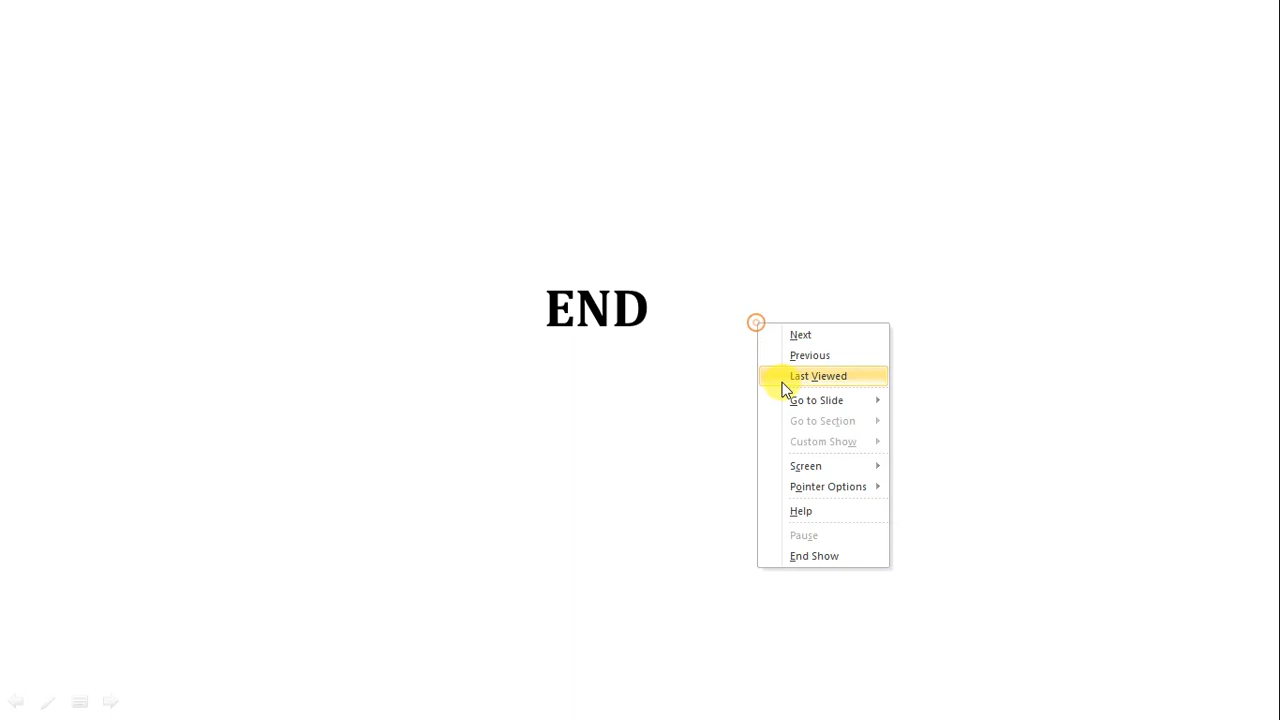 END
Next
Previous
Last Viewed
Go to Slide
Go to Section
Custom Show
Screen
Pointer Options
Help
Pause
End Show